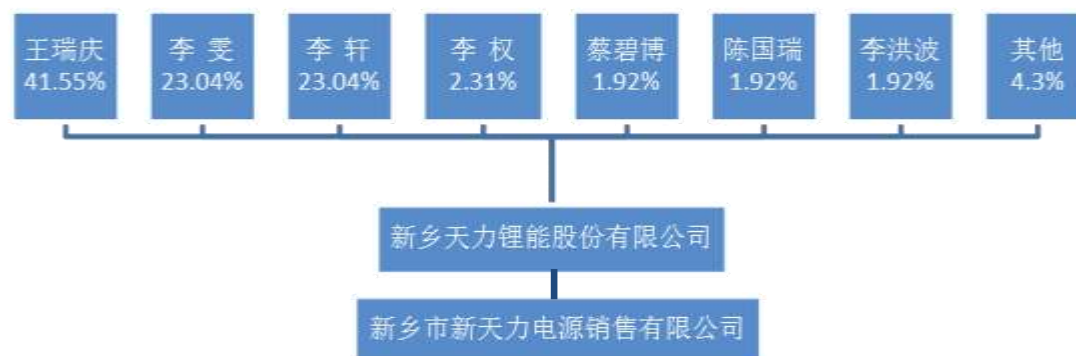 王瑞庆
41.55%
李 雯
23.04%
李 轩
23.04%
李 权
2.31%
蔡碧博
1.92%
陈国瑞
1.92%
李洪波
1.92%
其他
4.3%
新乡天力锂能股份有限公司
新乡市新天力电源销售有限公司